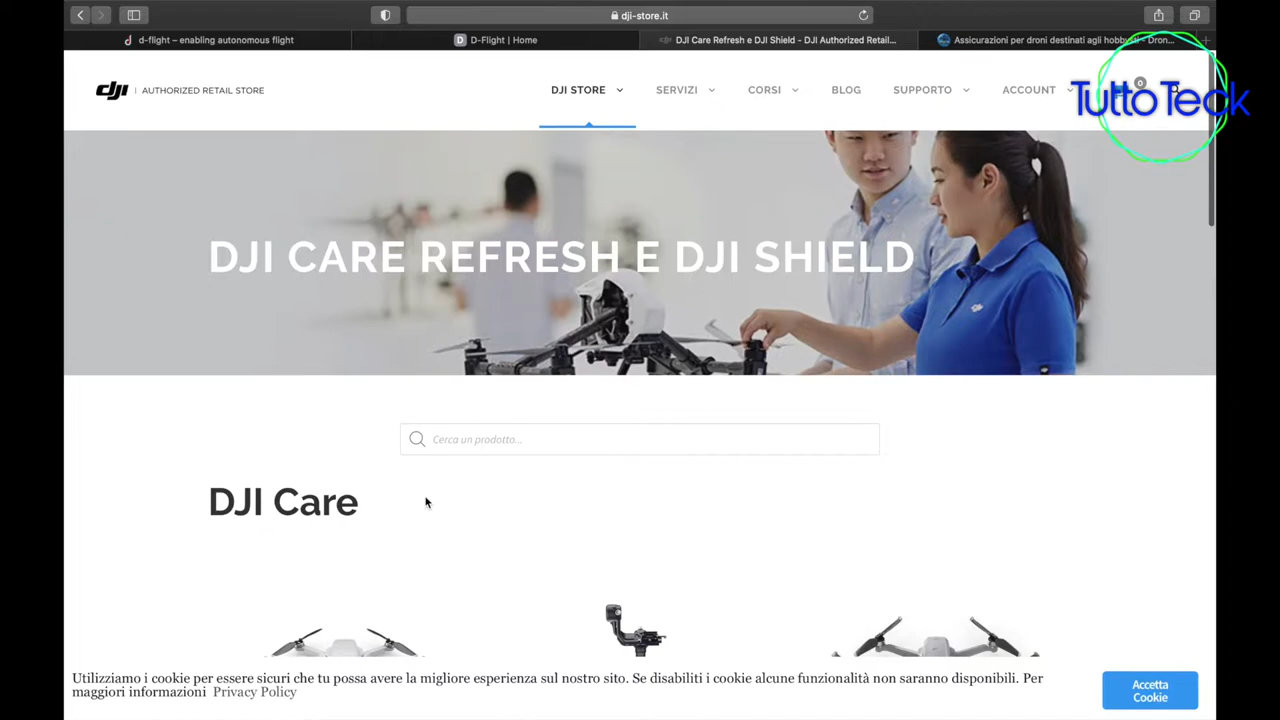 dji-store.it
d-flight – enabling autonomous flight
D-Flight | Home
DJI Care Refresh e DJI Shield - DJI Authorized Retail...
Assicurazioni per droni destinati agli hobbysti - Dron...
dji AUTHORIZED RETAIL STORE
DJI STORE
SERVIZI
CORSI
BLOG
SUPPORTO
ACCOUNT
0
TuttoTeck
DJI CARE REFRESH E DJI SHIELD
Cerca un prodotto...
DJI Care
Utilizziamo i cookie per essere sicuri che tu possa avere la migliore esperienza sul nostro sito. Se disabiliti i cookie alcune funzionalità non saranno disponibili. Per
maggiori informazioni Privacy Policy
Accetta
Cookie